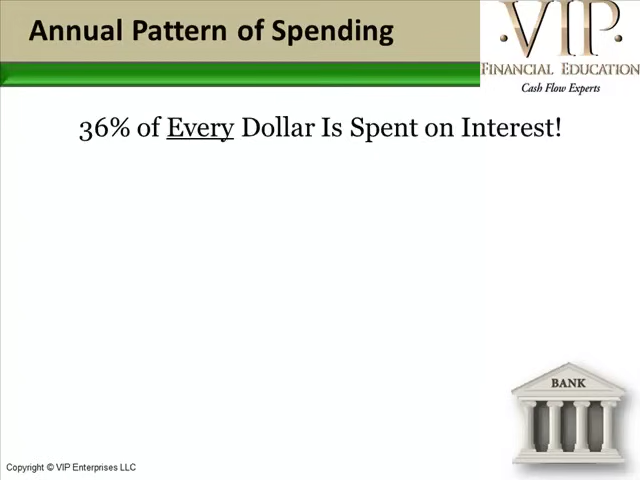 Annual Pattern of Spending
·VIP·
FINANCIAL EDUCATION
Cash Flow Experts
36% of Every Dollar Is Spent on Interest!
BANK
Copyright © VIP Enterprises LLC